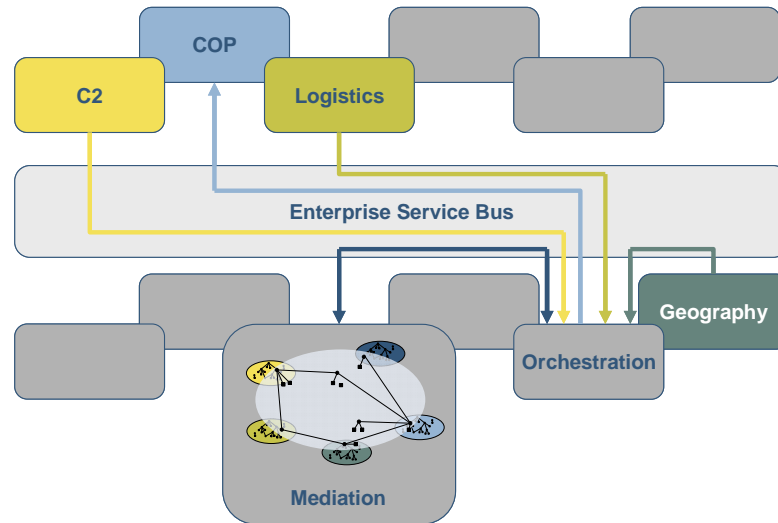 COP
C2
Logistics
Enterprise Service Bus
Geography
Orchestration
Mediation